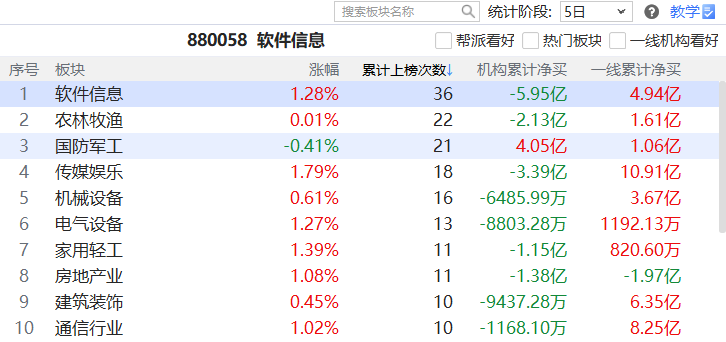 搜索板块名称 统计阶段: 5日 ? 教学
880058 软件信息 帮派看好 热门板块 一线机构看好
序号 板块 涨幅 累计上榜次数↓ 机构累计净买 一线累计净买
1 软件信息 1.28% 36 -5.95亿 4.94亿
2 农林牧渔 0.01% 22 -2.13亿 1.61亿
3 国防军工 -0.41% 21 4.05亿 1.06亿
4 传媒娱乐 1.79% 18 -3.39亿 10.91亿
5 机械设备 0.61% 16 -6485.99万 3.67亿
6 电气设备 1.27% 13 -8803.28万 1192.13万
7 家用轻工 1.39% 11 -1.15亿 820.60万
8 房地产业 1.08% 11 -1.38亿 -1.97亿
9 建筑装饰 0.45% 10 -9437.28万 6.35亿
10 通信行业 1.02% 10 -1168.10万 8.25亿